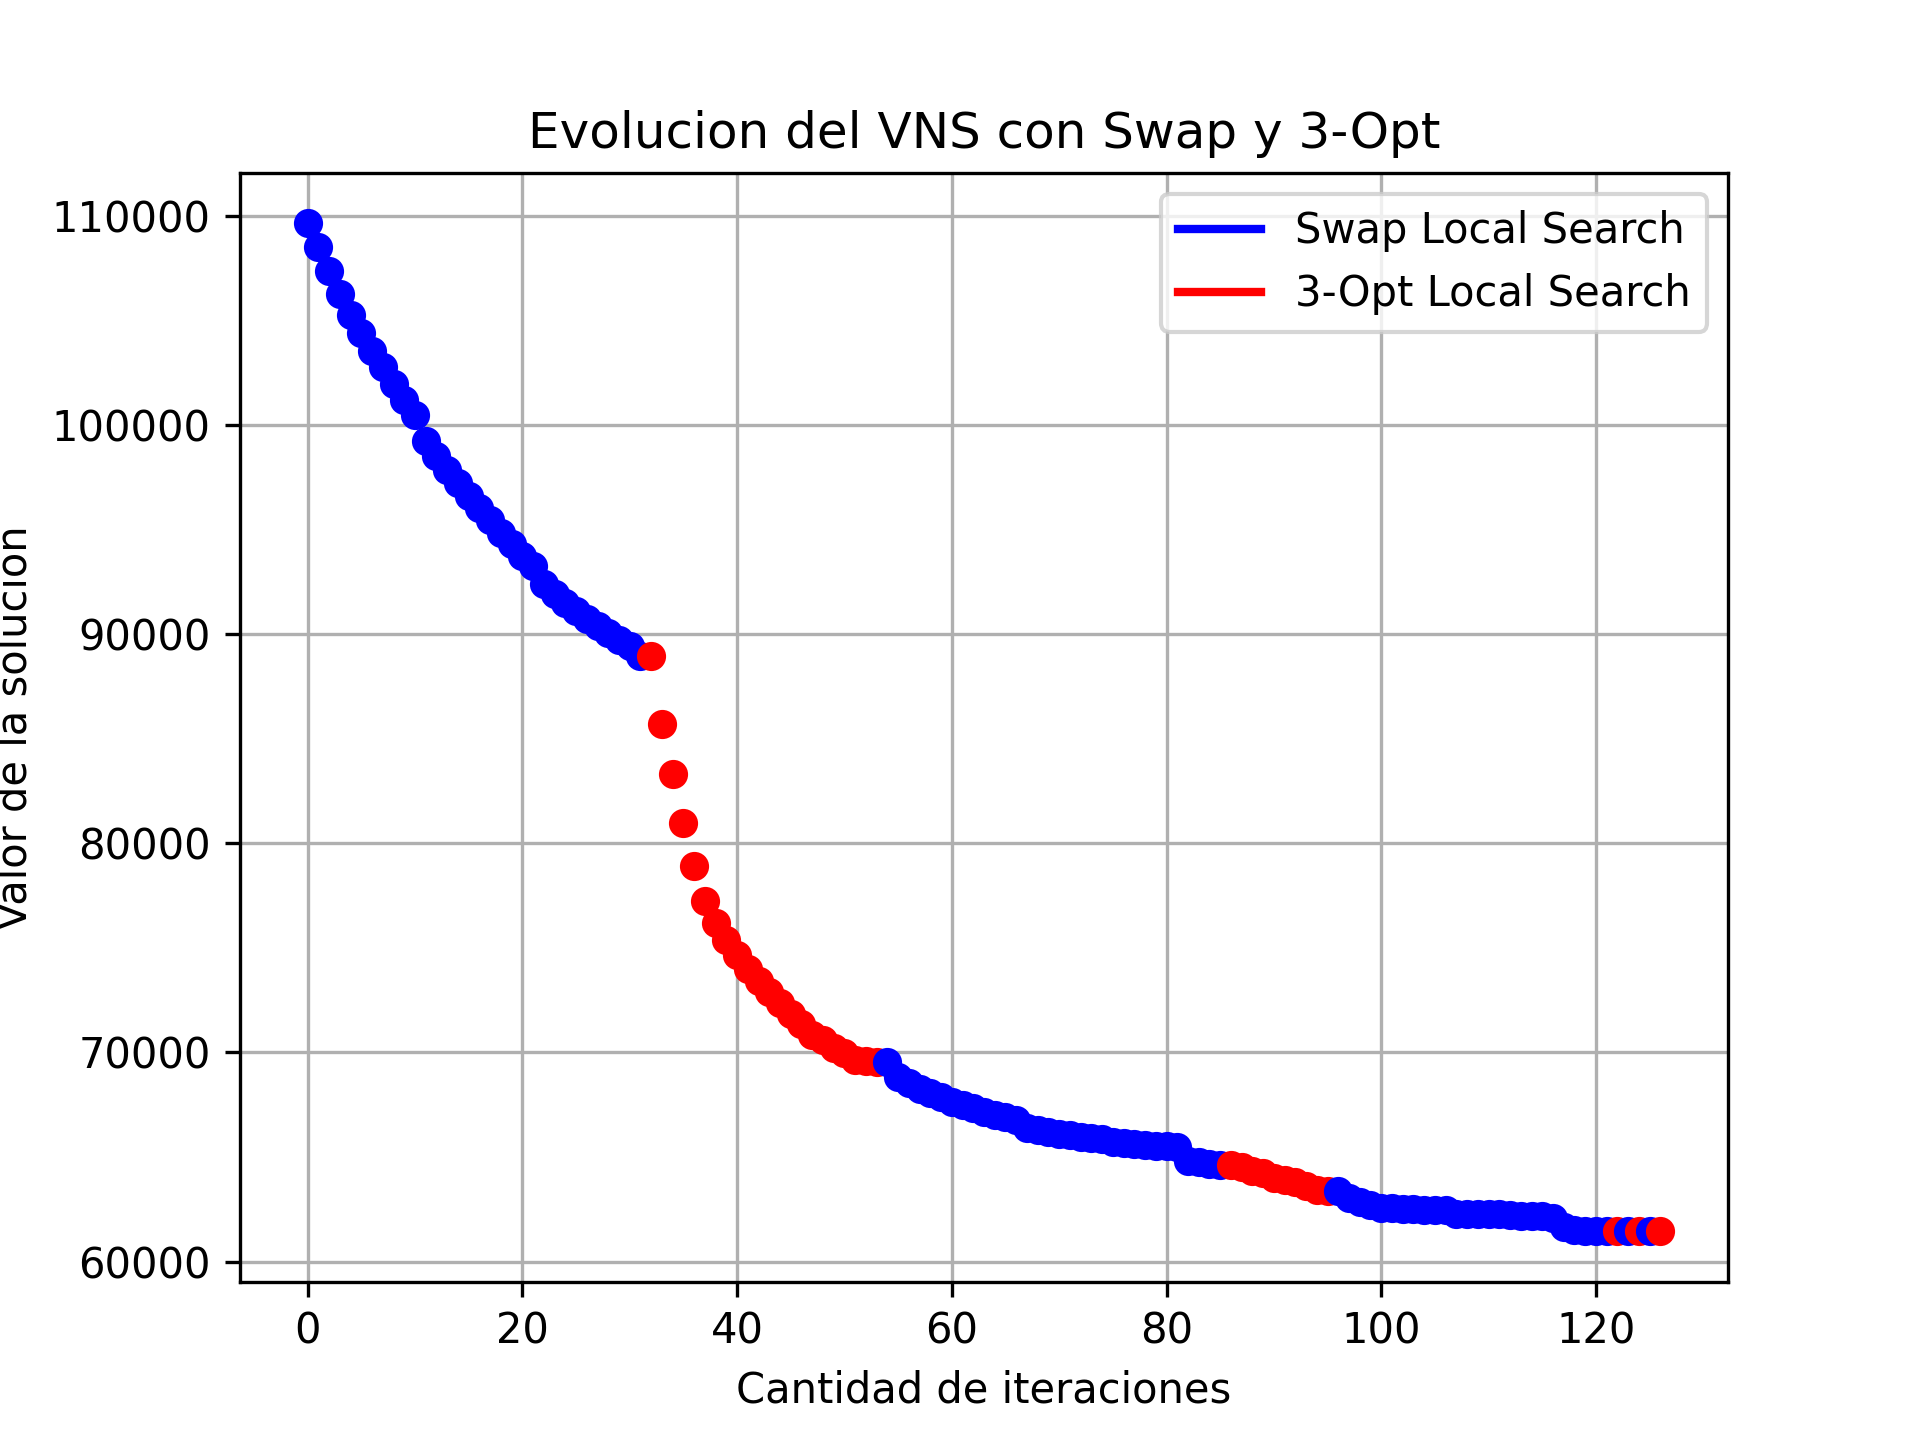 Evolucion del VNS con Swap y 3-Opt
Swap Local Search
3-Opt Local Search
110000
100000
90000
80000
70000
60000
Valor de la solucion
0 20 40 60 80 100 120
Cantidad de iteraciones